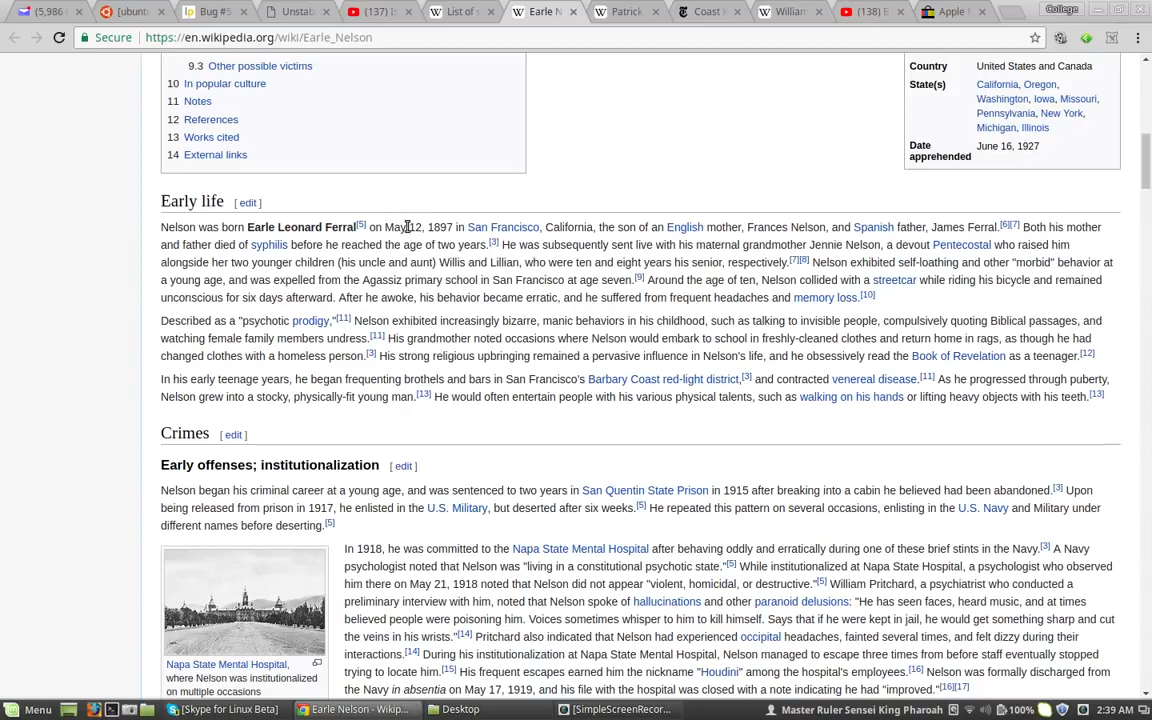 (5,986
[ubunt
Bug #5
Unstab
(137) Is
List of s
Earle N
Patrick
Coast
William
(138) B
Apple
College
Secure
https://en.wikipedia.org/wiki/Earle_Nelson
9.3 Other possible victims
10 In popular culture
11 Notes
12 References
13 Works cited
14 External links
Country United States and Canada
State(s) California, Oregon,
Washington, Iowa, Missouri,
Pennsylvania, New York,
Michigan, Illinois
Date June 16, 1927
apprehended
Early life [ edit ]
Nelson was born Earle Leonard Ferral[5] on May 12, 1897 in San Francisco, California, the son of an English mother, Frances Nelson, and Spanish father, James Ferral.[6][7] Both his mother
and father died of syphilis before he reached the age of two years.[3] He was subsequently sent live with his maternal grandmother Jennie Nelson, a devout Pentecostal who raised him
alongside her two younger children (his uncle and aunt) Willis and Lillian, who were ten and eight years his senior, respectively.[7][8] Nelson exhibited self-loathing and other "morbid" behavior at
a young age, and was expelled from the Agassiz primary school in San Francisco at age seven.[9] Around the age of ten, Nelson collided with a streetcar while riding his bicycle and remained
unconscious for six days afterward. After he awoke, his behavior became erratic, and he suffered from frequent headaches and memory loss.[10]
Described as a "psychotic prodigy,"[11] Nelson exhibited increasingly bizarre, manic behaviors in his childhood, such as talking to invisible people, compulsively quoting Biblical passages, and
watching female family members undress.[11] His grandmother noted occasions where Nelson would embark to school in freshly-cleaned clothes and return home in rags, as though he had
changed clothes with a homeless person.[3] His strong religious upbringing remained a pervasive influence in Nelson's life, and he obsessively read the Book of Revelation as a teenager.[12]
In his early teenage years, he began frequenting brothels and bars in San Francisco's Barbary Coast red-light district,[3] and contracted venereal disease.[11] As he progressed through puberty,
Nelson grew into a stocky, physically-fit young man.[13] He would often entertain people with his various physical talents, such as walking on his hands or lifting heavy objects with his teeth.[13]
Crimes [ edit ]
Early offenses; institutionalization [ edit ]
Nelson began his criminal career at a young age, and was sentenced to two years in San Quentin State Prison in 1915 after breaking into a cabin he believed had been abandoned.[3] Upon
being released from prison in 1917, he enlisted in the U.S. Military, but deserted after six weeks.[5] He repeated this pattern on several occasions, enlisting in the U.S. Navy and Military under
different names before deserting.[5]
In 1918, he was committed to the Napa State Mental Hospital after behaving oddly and erratically during one of these brief stints in the Navy.[3] A Navy
psychologist noted that Nelson was "living in a constitutional psychotic state."[5] While institutionalized at Napa State Hospital, a psychologist who observed
him there on May 21, 1918 noted that Nelson did not appear "violent, homicidal, or destructive."[5] William Pritchard, a psychiatrist who conducted a
preliminary interview with him, noted that Nelson spoke of hallucinations and other paranoid delusions: "He has seen faces, heard music, and at times
believed people were poisoning him. Voices sometimes whisper to him to kill himself. Says that if he were kept in jail, he would get something sharp and cut
the veins in his wrists."[14] Pritchard also indicated that Nelson had experienced occipital headaches, fainted several times, and felt dizzy during their
interactions.[14] During his institutionalization at Napa State Hospital, Nelson managed to escape three times from before staff eventually stopped
trying to locate him.[15] His frequent escapes earned him the nickname "Houdini" among the hospital's employees.[16] Nelson was formally discharged from
the Navy in absentia on May 17, 1919, and his file with the hospital was closed with a note indicating he had "improved."[16][17]
Napa State Mental Hospital,
where Nelson was institutionalized
on multiple occasions
Menu
[Skype for Linux Beta]
Earle Nelson - Wikip...
Desktop
[SimpleScreenRecor...
Master Ruler Sensei King Pharoah
100%
2:39 AM